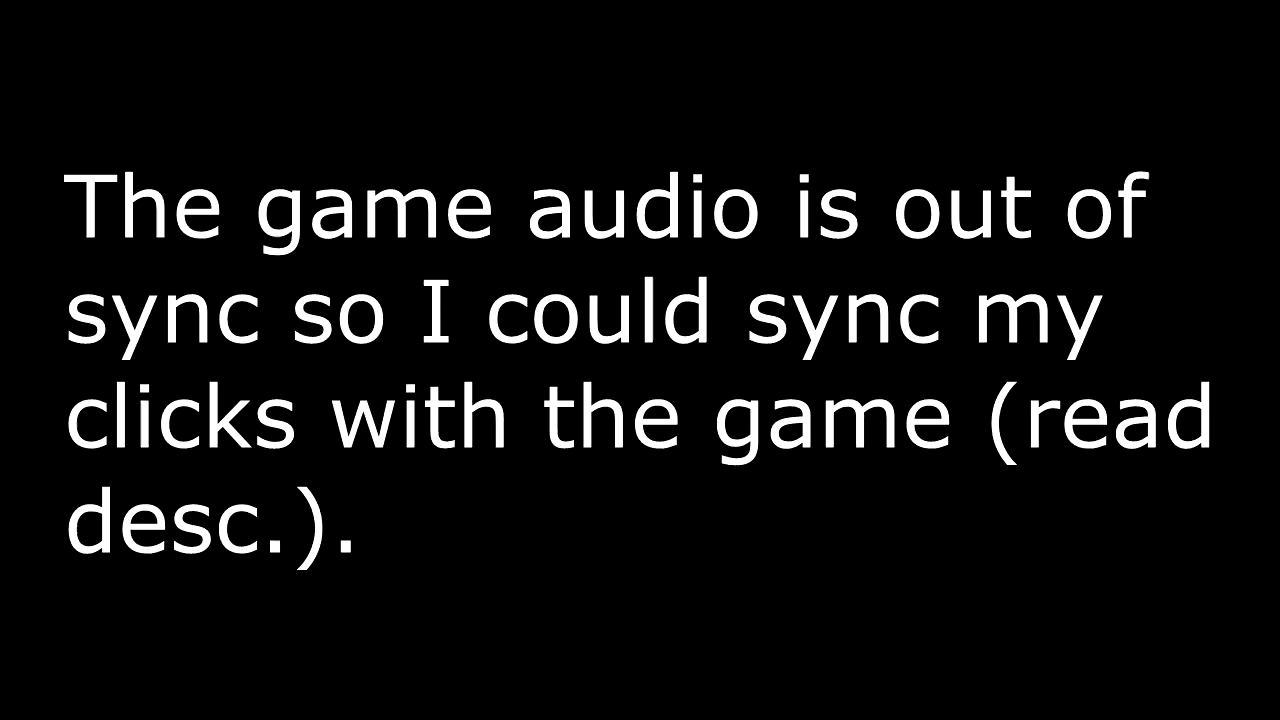 The game audio is out of
sync so I could sync my
clicks with the game (read
desc.).